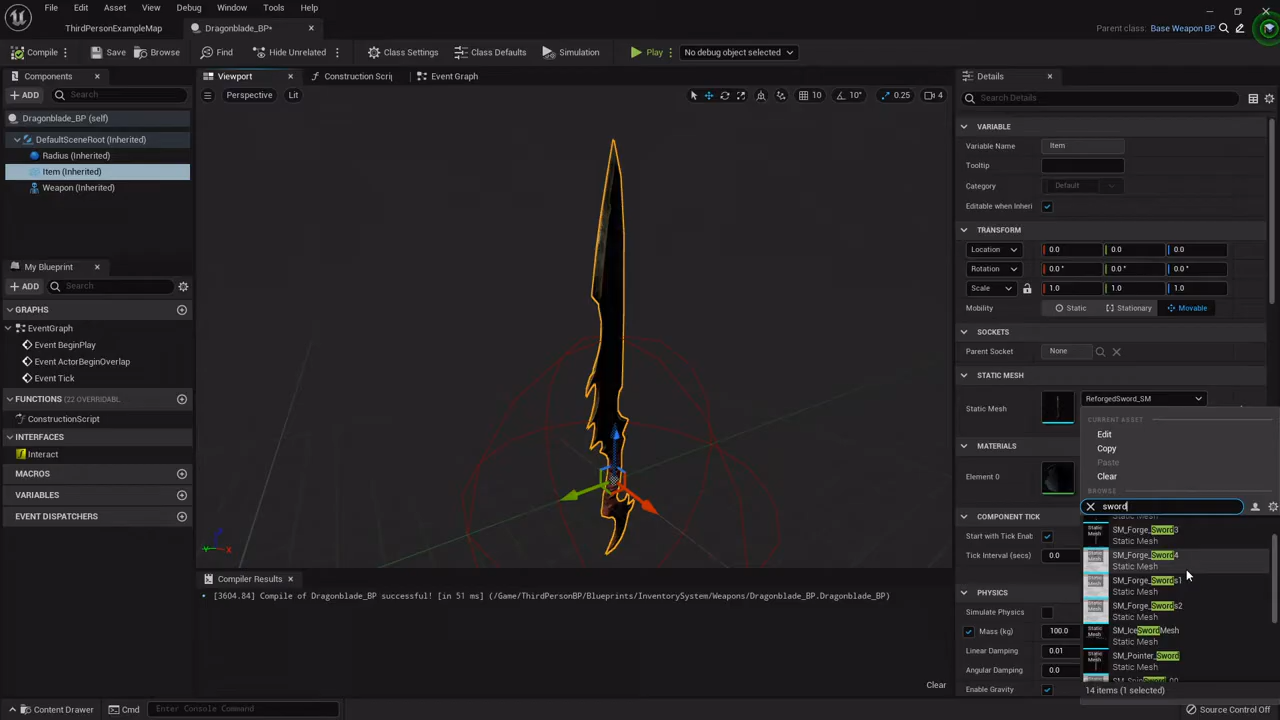 File Edit Asset View Debug Window Tools Help
ThirdPersonExampleMap Dragonblade_BP* Parent class: Base Weapon BP
Compile Save Browse Find Hide Unrelated Class Settings Class Defaults Simulation Play No debug object selected
Components Viewport Construction Scrip Event Graph Details
ADD Search Perspective Lit 10 10° 0.25 4 Search Details
Dragonblade_BP (self)
DefaultSceneRoot (Inherited)
Radius (Inherited)
Item (Inherited)
Weapon (Inherited)
My Blueprint
ADD Search
GRAPHS
EventGraph
Event BeginPlay
Event ActorBeginOverlap
Event Tick
FUNCTIONS (22 OVERRIDABL
ConstructionScript
INTERFACES
Interact
MACROS
VARIABLES
EVENT DISPATCHERS
Z
X
Compiler Results
[3604.84] Compile of Dragonblade_BP successful! [in 51 ms] (/Game/ThirdPersonBP/Blueprints/InventorySystem/Weapons/Dragonblade_BP.Dragonblade_BP)
Clear
VARIABLE
Variable Name Item
Tooltip
Category Default
Editable when Inheri
TRANSFORM
Location 0.0 0.0 0.0
Rotation 0.0 ° 0.0 ° 0.0 °
Scale 1.0 1.0 1.0
Mobility Static Stationary Movable
SOCKETS
Parent Socket None
STATIC MESH
Static Mesh ReforgedSword_SM
MATERIALS
Element 0
COMPONENT TICK
Start with Tick Enab
Tick Interval (secs) 0.0
PHYSICS
Simulate Physics
Mass (kg) 100.0
Linear Damping 0.01
Angular Damping 0.0
Enable Gravity
CURRENT ASSET
Edit
Copy
Paste
Clear
BROWSE
sword
Static Mesh
SM_Forge_Sword3
Static Mesh
SM_Forge_Sword4
Static Mesh
SM_Forge_Swords1
Static Mesh
SM_Forge_Swords2
Static Mesh
SM_IceSwordMesh
Static Mesh
SM_Pointer_Sword
Static Mesh
14 items (1 selected)
Content Drawer Cmd Enter Console Command Source Control Off